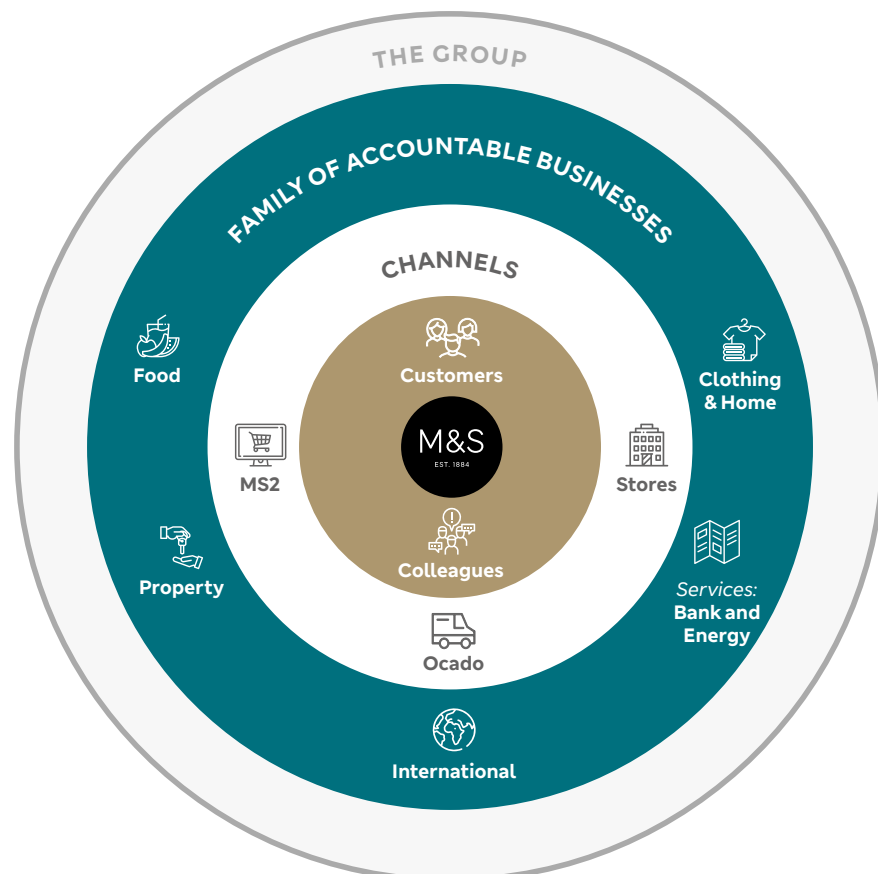 THE GROUP
FAMILY OF ACCOUNTABLE BUSINESSES
CHANNELS
Customers
Food
Clothing
& Home
M&S
EST. 1884
MS2
Stores
Colleagues
Property
Services:
Bank and
Energy
Ocado
International